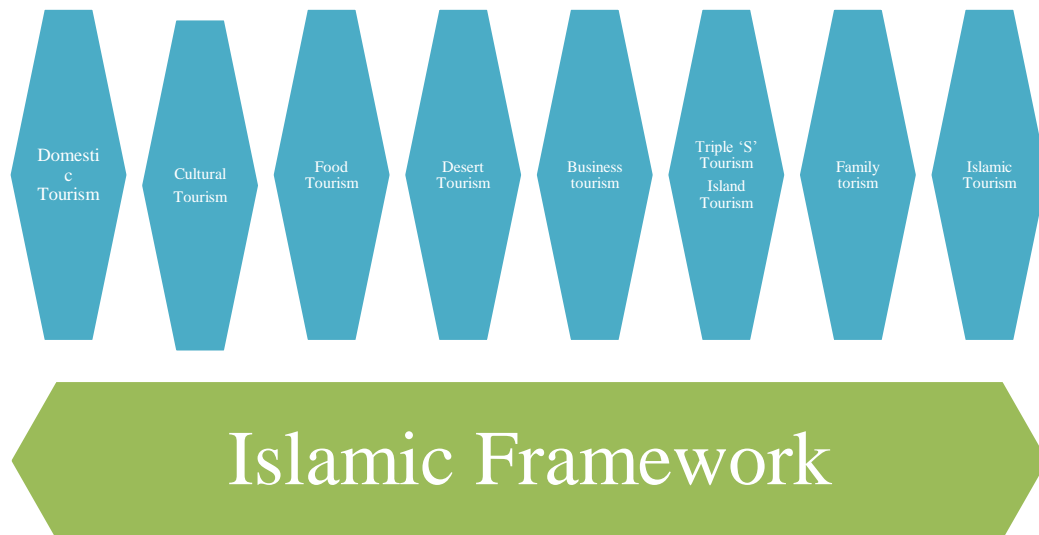 Domesti
c
Tourism
Cultural
Tourism
Food
Tourism
Desert
Tourism
Business
tourism
Triple ‘S’
Tourism
Island
Tourism
Family
torism
Islamic
Tourism
Islamic Framework